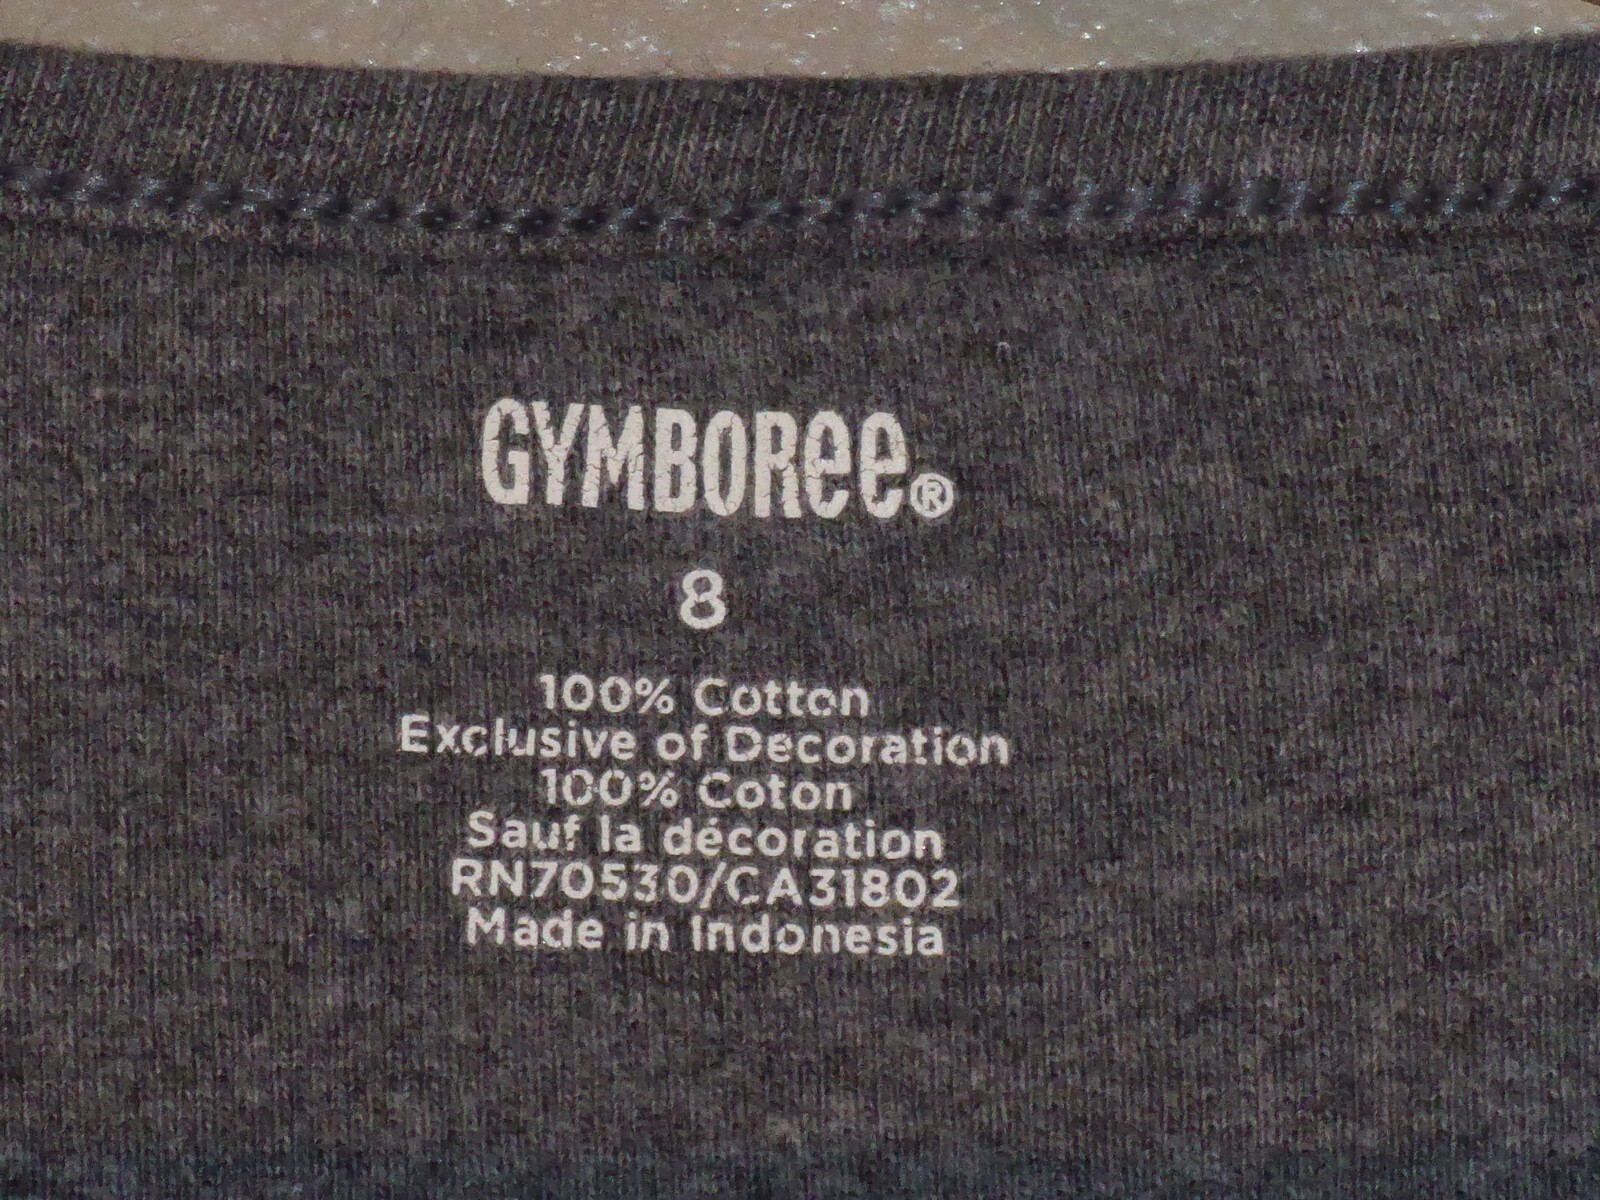 GYMBOREE®
8
100% Cotton
Exclusive of Decoration
100% Coton
Sauf la décoration
RN70530/CA31802
Made in Indonesia